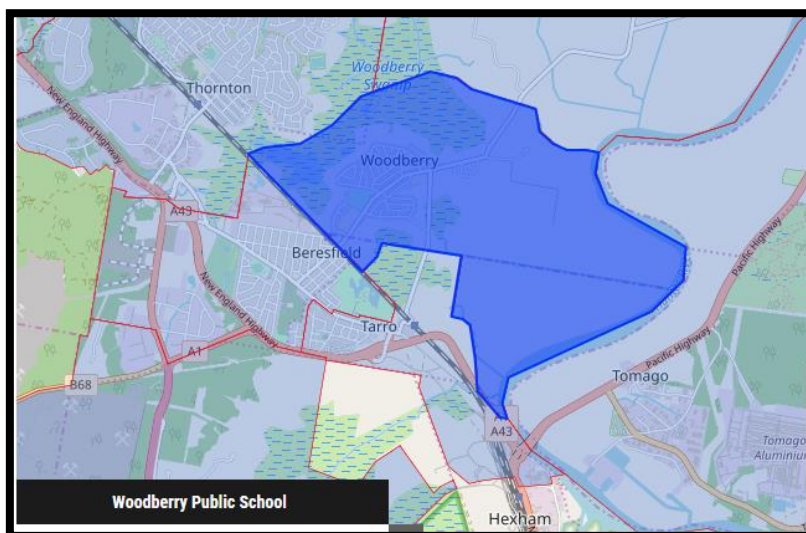 Woodberry
Swamp
Thornton
New England Highway
Woodberry
A43
Beresfield
Pacific Highway
New England Highway
Tarro
A1
Pacific Highway
B68
Tomago
A43
Tomago
Aluminium
Woodberry Public School
Hexham